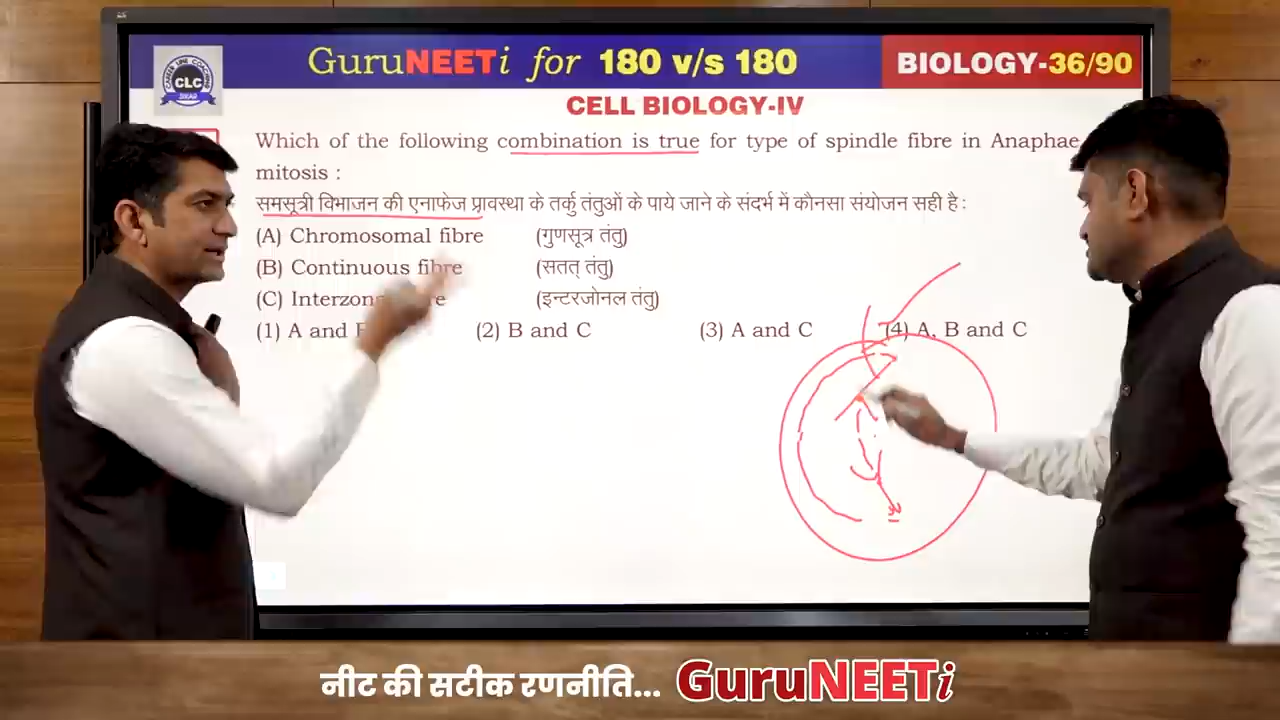 GuruNEETi for 180 v/s 180
BIOLOGY-36/90
CLC
SIKAR
CELL BIOLOGY-IV
Which of the following combination is true for type of spindle fibre in Anaphae
mitosis :
समसूत्री विभाजन की एनाफेज प्रावस्था के तर्कु तंतुओं के पाये जाने के संदर्भ में कौनसा संयोजन सही है :
(A) Chromosomal fibre (गुणसूत्र तंतु)
(B) Continuous fibre (सतत् तंतु)
(C) (इन्टरजोनल तंतु)
(1) A and (2) B and C (3) A and C (4) A, B and C
नीट की सटीक रणनीति... GuruNEETi